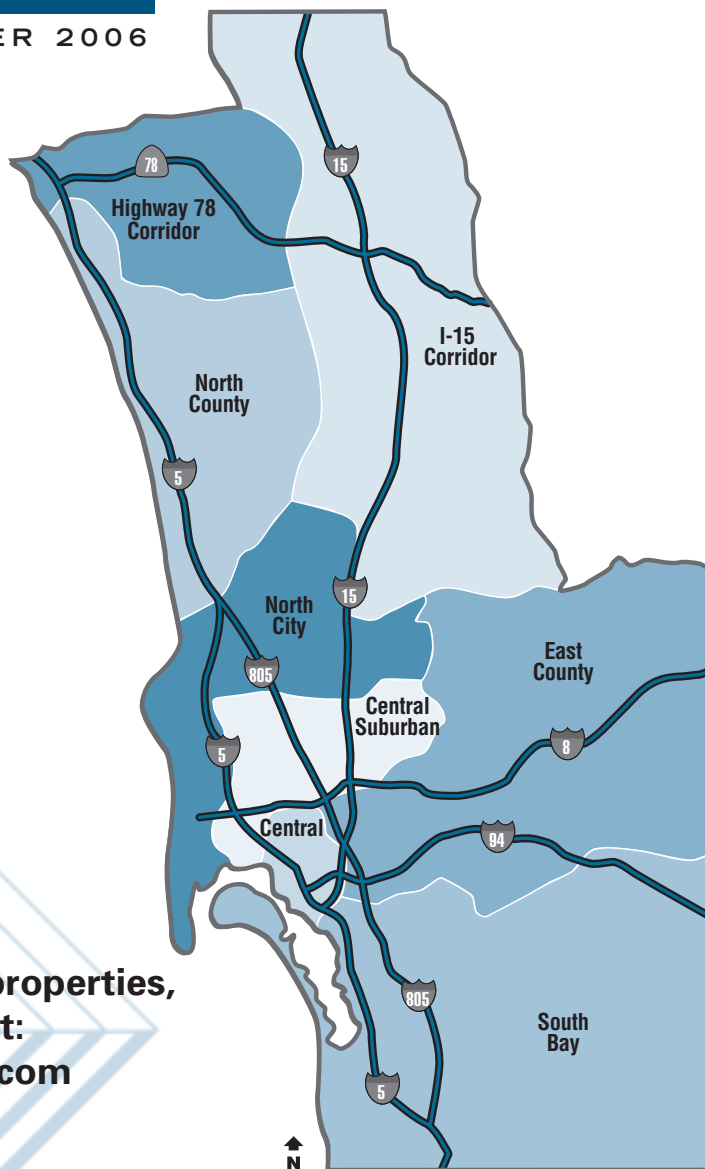 ER 2006
78
15
Highway 78
Corridor
I-15
Corridor
North
County
5
15
North
City
805
East
County
Central
Suburban
5
8
Central
94
properties,
t:
com
805
South
Bay
5
N